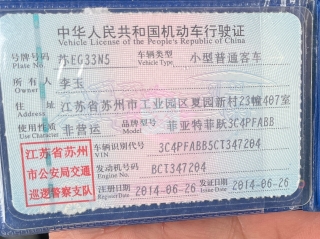 中华人民共和国机动车行驶证
Vehicle License of the People's Republic of China
号牌号码 苏EG33N5 车辆类型 小型普通客车
Plate No. Vehicle Type
所有人 李玉
Owner
住址 江苏省苏州市工业园区夏园新村23幢407室
Address
使用性质 非营运 品牌型号 菲亚特菲跃3C4PFABB
Use Character Model
江苏省苏州
市公安局交通
巡逻警察支队
车辆识别代号 3C4PFABB5CT347204
VIN
发动机号码 BCT347204
Engine No.
注册日期 2014-06-26 发证日期 2014-06-26
Register Date Issue Date